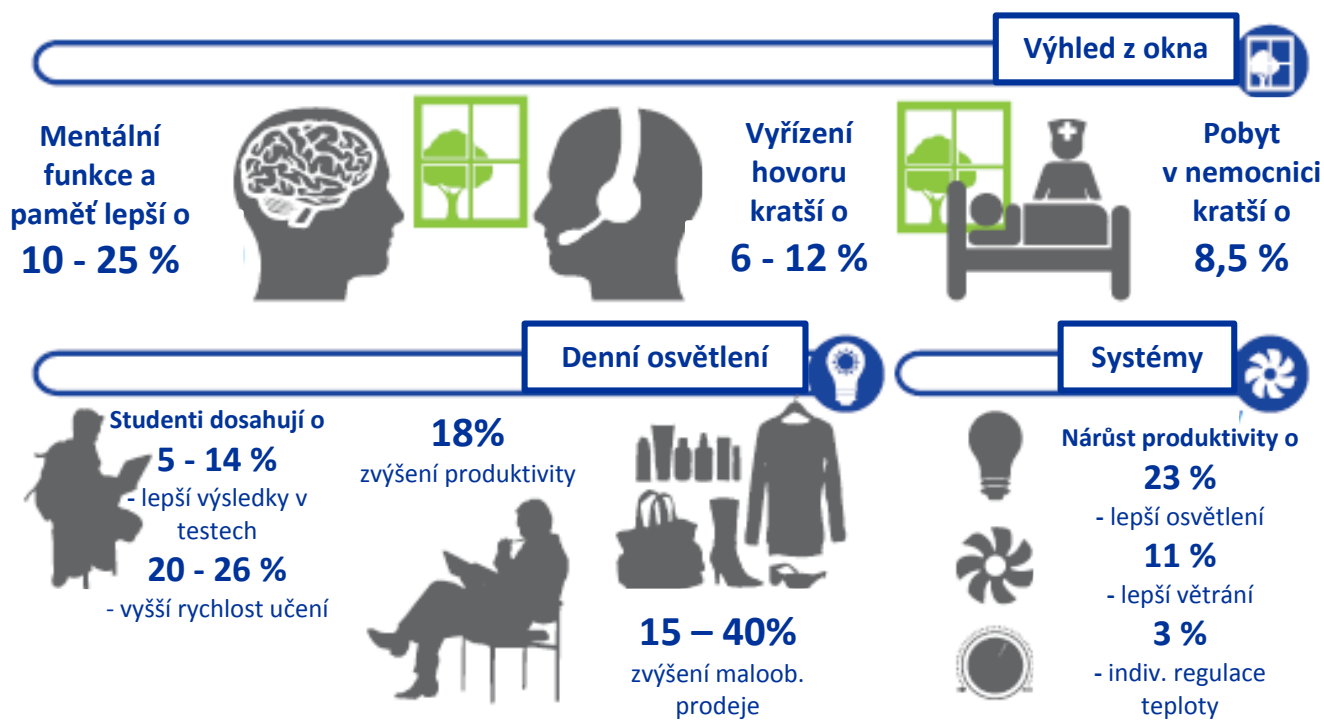 Výhled z okna
Mentální
funkce a
paměť lepší o
10 - 25 %
Vyřízení
hovoru
kratší o
6 - 12 %
Pobyt
v nemocnici
kratší o
8,5 %
Denní osvětlení
Studenti dosahují o
5 - 14 %
- lepší výsledky v
testech
20 - 26 %
- vyšší rychlost učení
18%
zvýšení produktivity
15 – 40%
zvýšení maloob.
prodeje
Systémy
Nárůst produktivity o
23 %
- lepší osvětlení
11 %
- lepší větrání
3 %
- indiv. regulace
teploty